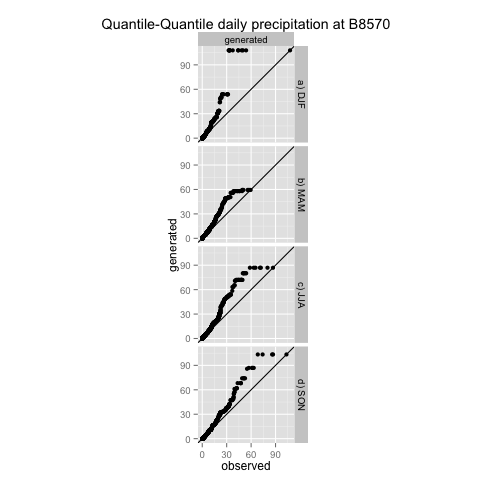 Quantile-Quantile daily precipitation at B8570
generated
90
60
30
0
a) DJF
90
60
30
0
b) MAM
generated
90
60
30
0
c) JJA
90
60
30
0
d) SON
0 30 60 90
observed